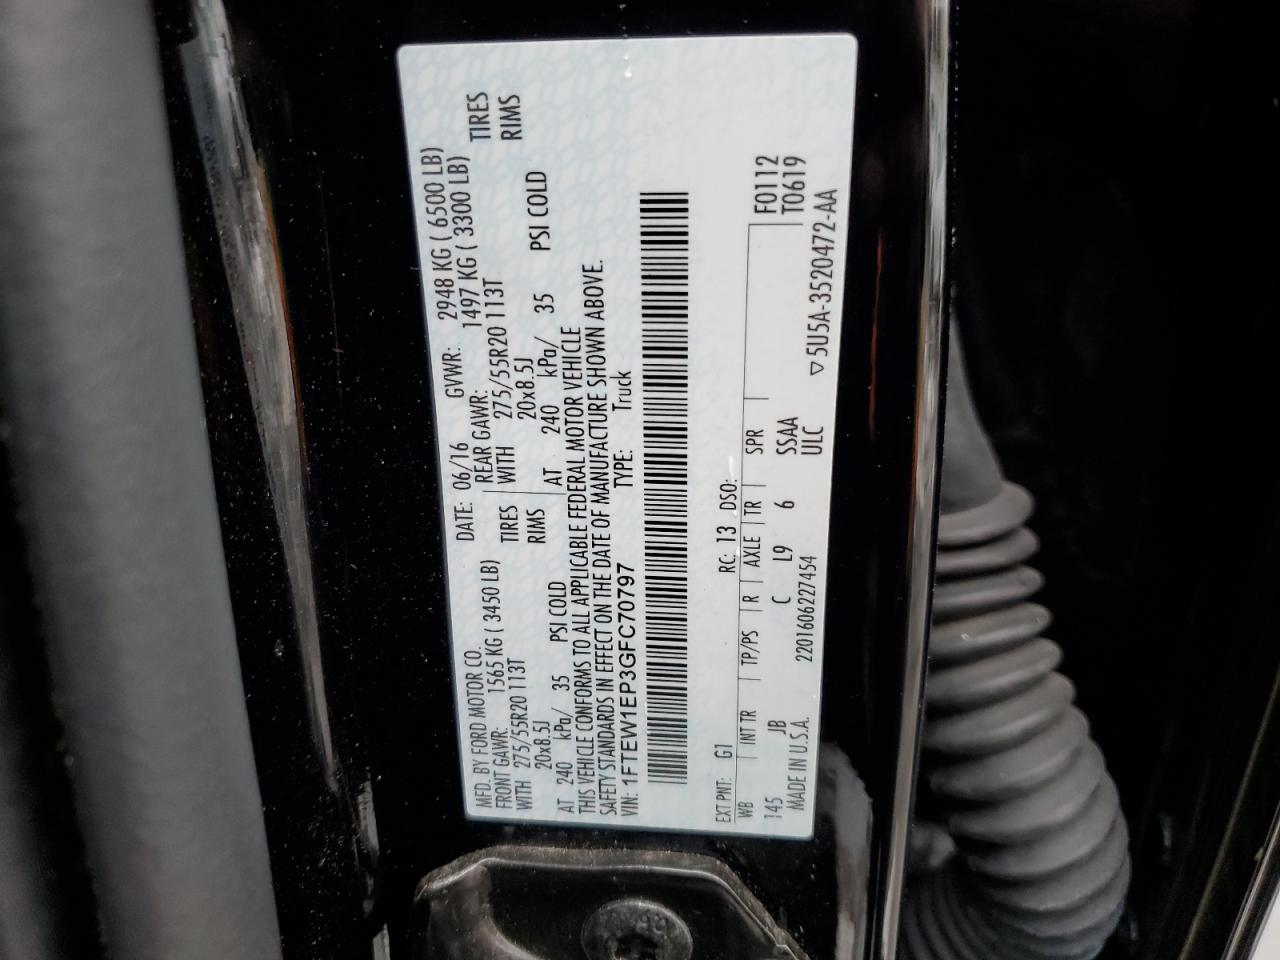 MFD. BY FORD MOTOR CO.
DATE: 06/16 GVWR: 2948 KG ( 6500 LB)
FRONT GAWR: 1565 KG ( 3450 LB) REAR GAWR: 1497 KG ( 3300 LB)
WITH 275/55R20 113T TIRES WITH 275/55R20 113T TIRES
20x8.5J RIMS 20x8.5J RIMS
AT 240 kPa/ 35 PSI COLD AT 240 kPa/ 35 PSI COLD
THIS VEHICLE CONFORMS TO ALL APPLICABLE FEDERAL MOTOR VEHICLE
SAFETY STANDARDS IN EFFECT ON THE DATE OF MANUFACTURE SHOWN ABOVE.
VIN: 1FTEW1EP3GFC70797 TYPE: Truck
EXT PNT: G1 RC: 13 DSO:
WB INT TR TP/PS R AXLE TR SPR F0112
145 JB C L9 6 SSAA T0619
MADE IN U.S.A. 2201606227454 ULC
▽5U5A-3520472-AA